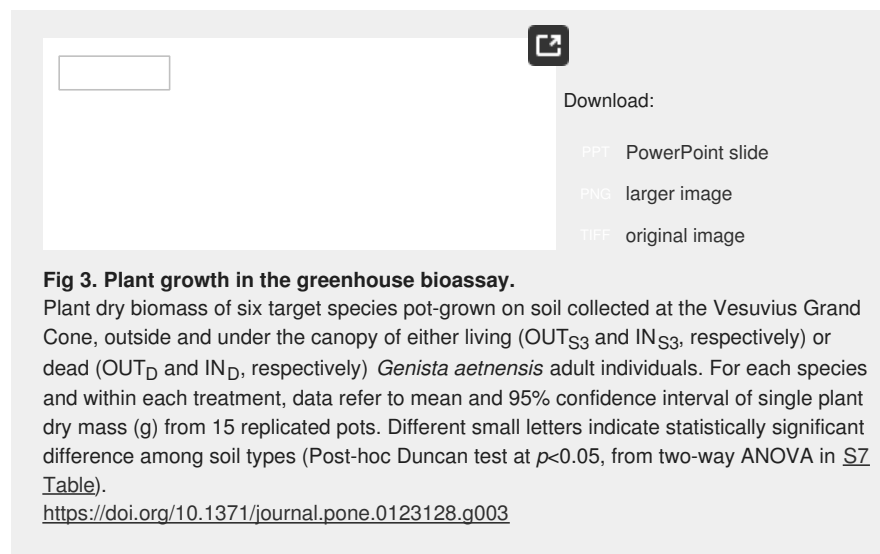 Download:
PPT PowerPoint slide
PNG larger image
TIFF original image
Fig 3. Plant growth in the greenhouse bioassay.
Plant dry biomass of six target species pot-grown on soil collected at the Vesuvius Grand
Cone, outside and under the canopy of either living (OUTS3 and INS3, respectively) or
dead (OUTD and IND, respectively) Genista aetnensis adult individuals. For each species
and within each treatment, data refer to mean and 95% confidence interval of single plant
dry mass (g) from 15 replicated pots. Different small letters indicate statistically significant
difference among soil types (Post-hoc Duncan test at p<0.05, from two-way ANOVA in S7
Table).
https://doi.org/10.1371/journal.pone.0123128.g003